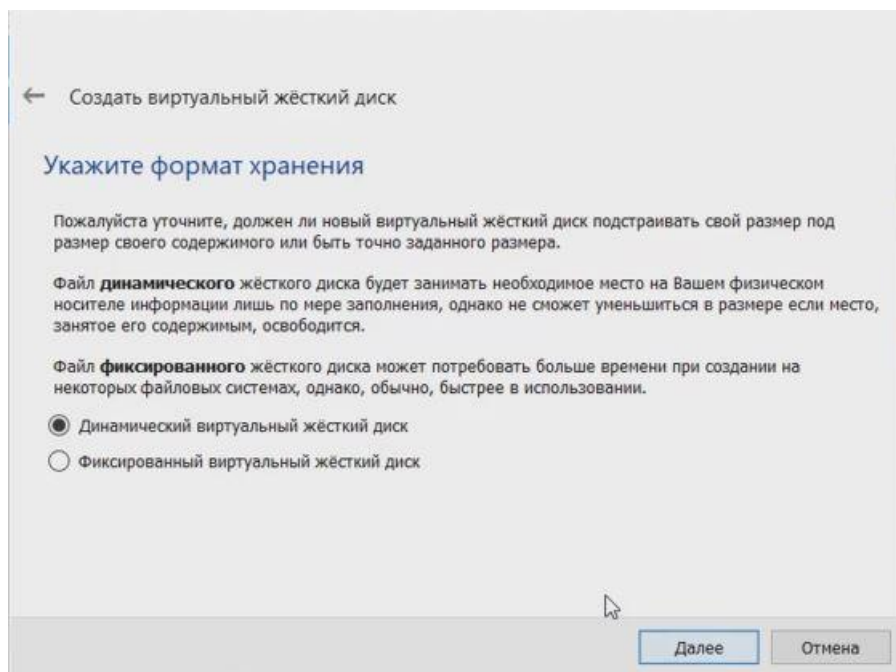 Создать виртуальный жёсткий диск
Укажите формат хранения
Пожалуйста уточните, должен ли новый виртуальный жёсткий диск подстраивать свой размер под
размер своего содержимого или быть точно заданного размера.
Файл динамического жёсткого диска будет занимать необходимое место на Вашем физическом
носителе информации лишь по мере заполнения, однако не сможет уменьшиться в размере если место,
занятое его содержимым, освободится.
Файл фиксированного жёсткого диска может потребовать больше времени при создании на
некоторых файловых системах, однако, обычно, быстрее в использовании.
Динамический виртуальный жёсткий диск
Фиксированный виртуальный жёсткий диск
Далее
Отмена